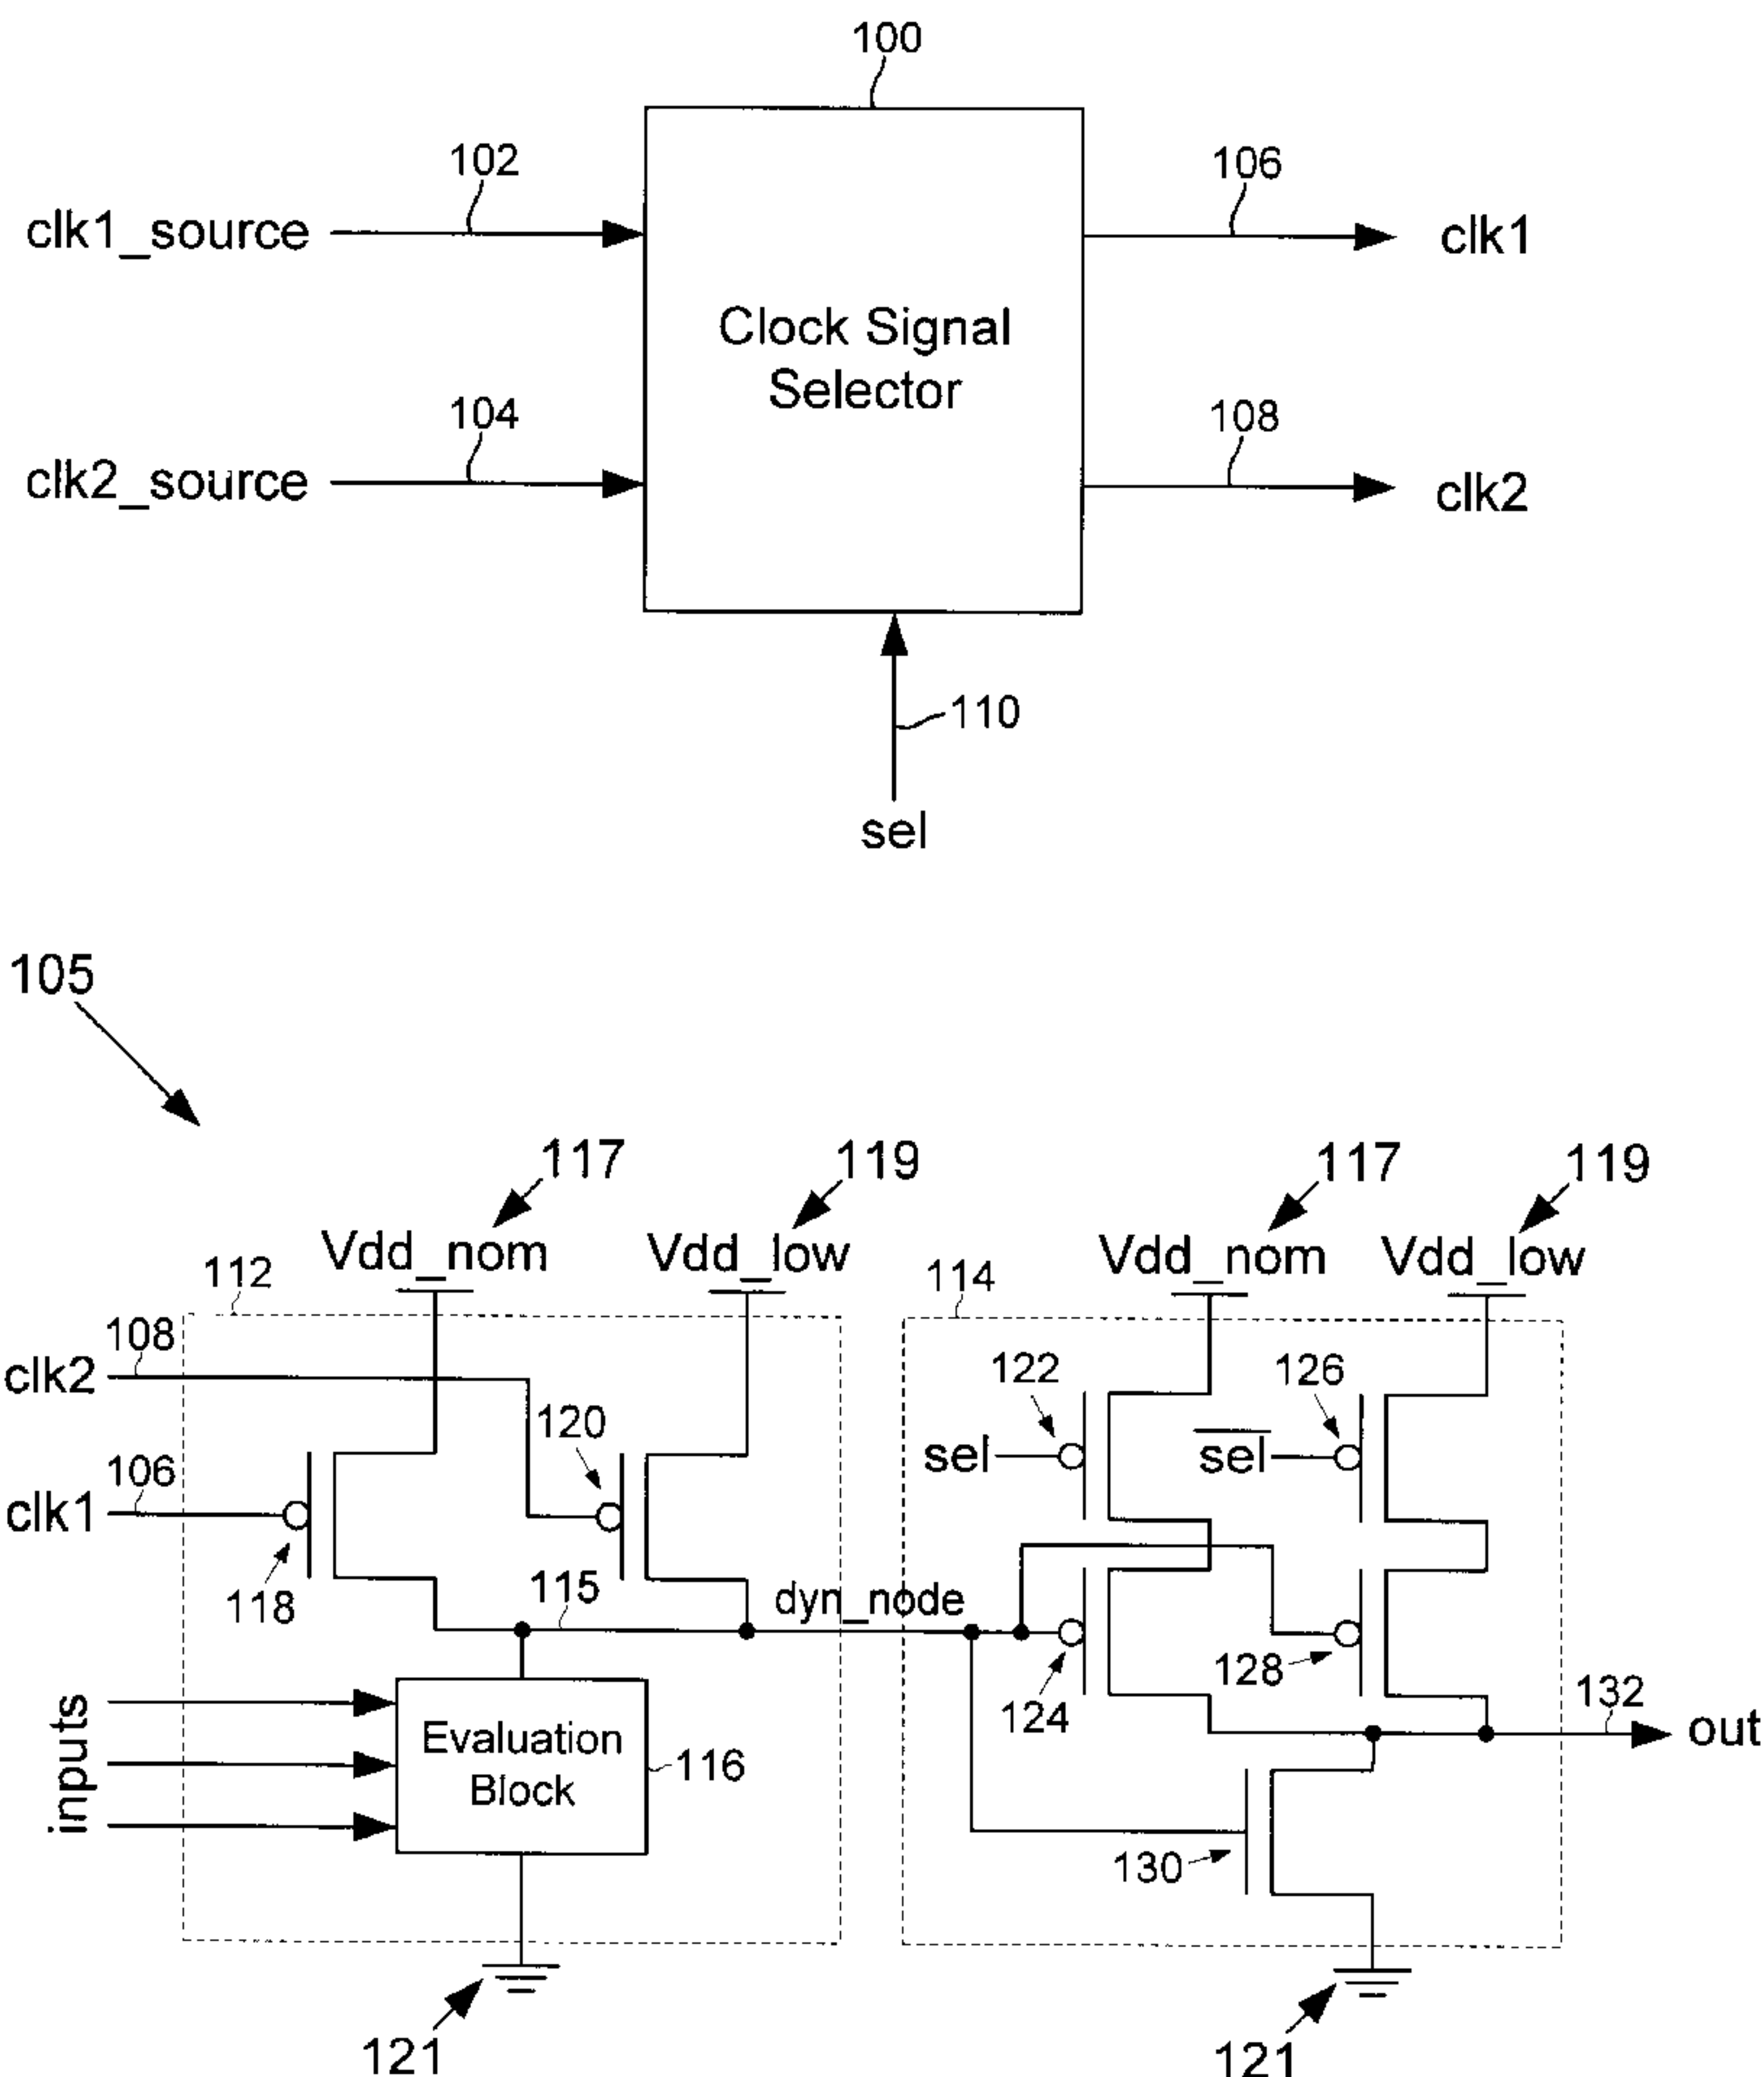 100
102
106
clk1_source
clk1
Clock Signal
Selector
104
108
clk2_source
clk2
110
sel
105
117
119
117
119
Vdd_nom
Vdd_low
Vdd_nom
Vdd_low
112
114
108
clk2
122
126
120
sel
s̅e̅l̅
106
clk1
118
115
dyn_node
128
124
132
out
inputs
Evaluation
Block
116
130
121
121